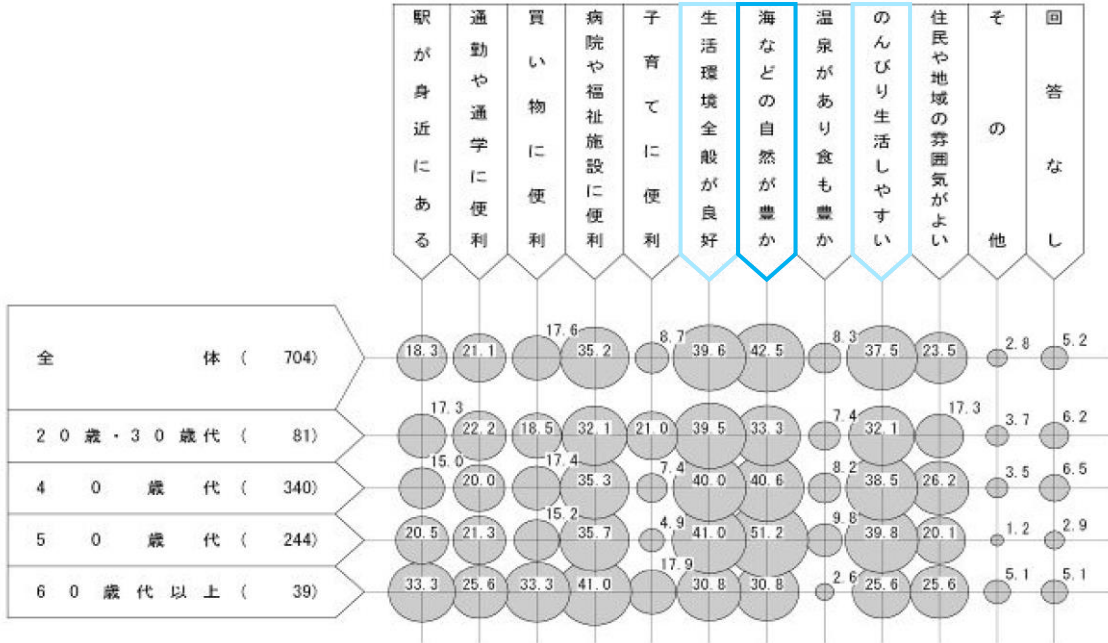 駅が身近にある
通勤や通学に便利
買い物に便利
病院や福祉施設に便利
子育てに便利
生活環境全般が良好
海などの自然が豊か
温泉があり食も豊か
のんびり生活しやすい
住民や地域の雰囲気がよい
その他
回答なし
全体( 704) 18.3 21.1 17.6 35.2 8.7 39.6 42.5 8.3 37.5 23.5 2.8 5.2
20歳・30歳代( 81) 17.3 22.2 18.5 32.1 21.0 39.5 33.3 7.4 32.1 17.3 3.7 6.2
40歳代( 340) 15.0 20.0 17.4 35.3 7.4 40.0 40.6 8.2 38.5 26.2 3.5 6.5
50歳代( 244) 20.5 21.3 15.2 35.7 4.9 41.0 51.2 9.8 39.8 20.1 1.2 2.9
60歳代以上( 39) 33.3 25.6 33.3 41.0 17.9 30.8 30.8 2.6 25.6 25.6 5.1 5.1